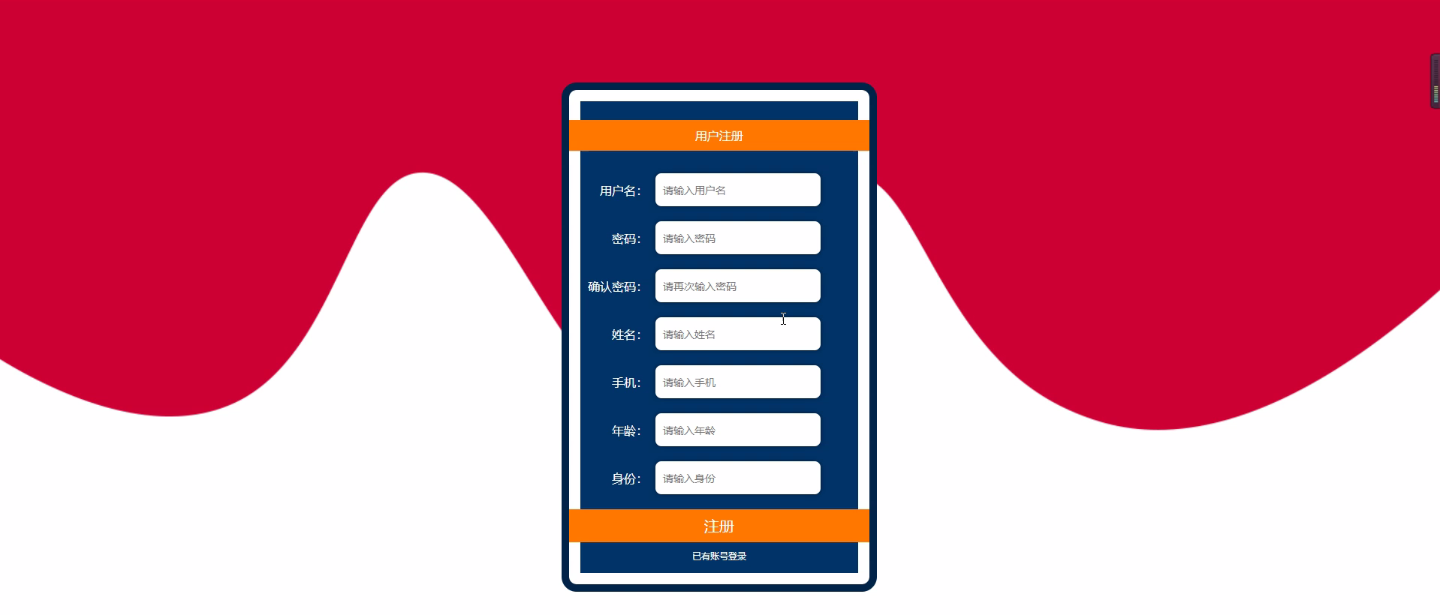 用户注册
用户名： 请输入用户名
密码： 请输入密码
确认密码： 请再次输入密码
姓名： 请输入姓名
手机： 请输入手机
年龄： 请输入年龄
身份： 请输入身份
注册
已有账号登录